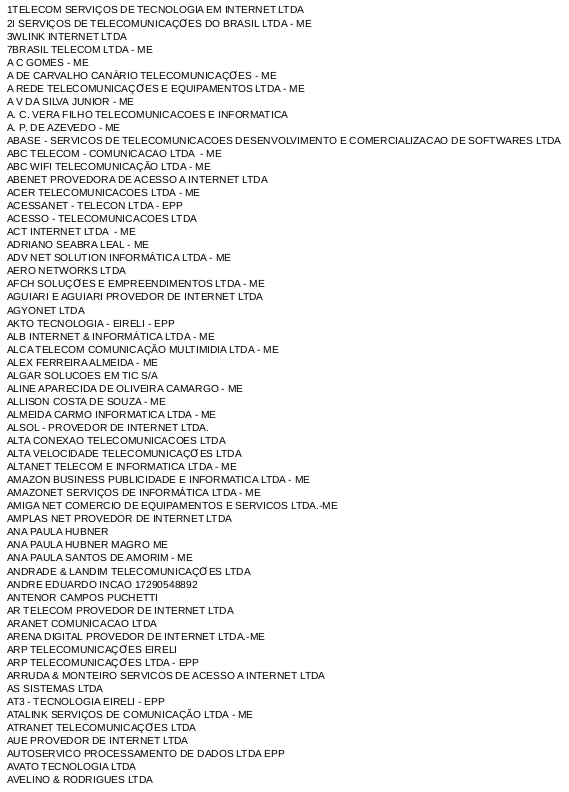 1TELECOM SERVIÇOS DE TECNOLOGIA EM INTERNET LTDA
2I SERVIÇOS DE TELECOMUNICAÇÕES DO BRASIL LTDA - ME
3WLINK INTERNET LTDA
7BRASIL TELECOM LTDA - ME
A C GOMES - ME
A DE CARVALHO CANÁRIO TELECOMUNICAÇÕES - ME
A REDE TELECOMUNICAÇÕES E EQUIPAMENTOS LTDA - ME
A V DA SILVA JUNIOR - ME
A. C. VERA FILHO TELECOMUNICACOES E INFORMATICA
A. P. DE AZEVEDO - ME
ABASE - SERVICOS DE TELECOMUNICACOES DESENVOLVIMENTO E COMERCIALIZACAO DE SOFTWARES LTDA
ABC TELECOM - COMUNICACAO LTDA  - ME
ABC WIFI TELECOMUNICAÇÃO LTDA - ME
ABENET PROVEDORA DE ACESSO A INTERNET LTDA
ACER TELECOMUNICACOES LTDA - ME
ACESSANET - TELECON LTDA - EPP
ACESSO - TELECOMUNICACOES LTDA
ACT INTERNET LTDA  - ME
ADRIANO SEABRA LEAL - ME
ADV NET SOLUTION INFORMÁTICA LTDA - ME
AERO NETWORKS LTDA
AFCH SOLUÇÕES E EMPREENDIMENTOS LTDA - ME
AGUIARI E AGUIARI PROVEDOR DE INTERNET LTDA
AGYONET LTDA
AKTO TECNOLOGIA - EIRELI - EPP
ALB INTERNET & INFORMÁTICA LTDA - ME
ALCA TELECOM COMUNICAÇÃO MULTIMIDIA LTDA - ME
ALEX FERREIRA ALMEIDA - ME
ALGAR SOLUCOES EM TIC S/A
ALINE APARECIDA DE OLIVEIRA CAMARGO - ME
ALLISON COSTA DE SOUZA - ME
ALMEIDA CARMO INFORMATICA LTDA - ME
ALSOL - PROVEDOR DE INTERNET LTDA.
ALTA CONEXAO TELECOMUNICACOES LTDA
ALTA VELOCIDADE TELECOMUNICAÇÕES LTDA
ALTANET TELECOM E INFORMATICA LTDA - ME
AMAZON BUSINESS PUBLICIDADE E INFORMATICA LTDA - ME
AMAZONET SERVIÇOS DE INFORMÁTICA LTDA - ME
AMIGA NET COMERCIO DE EQUIPAMENTOS E SERVICOS LTDA.-ME
AMPLAS NET PROVEDOR DE INTERNET LTDA
ANA PAULA HUBNER
ANA PAULA HUBNER MAGRO ME
ANA PAULA SANTOS DE AMORIM - ME
ANDRADE & LANDIM TELECOMUNICAÇÕES LTDA
ANDRE EDUARDO INCAO 17290548892
ANTENOR CAMPOS PUCHETTI
AR TELECOM PROVEDOR DE INTERNET LTDA
ARANET COMUNICACAO LTDA
ARENA DIGITAL PROVEDOR DE INTERNET LTDA.-ME
ARP TELECOMUNICAÇÕES EIRELI
ARP TELECOMUNICAÇÕES LTDA - EPP
ARRUDA & MONTEIRO SERVICOS DE ACESSO A INTERNET LTDA
AS SISTEMAS LTDA
AT3 - TECNOLOGIA EIRELI - EPP
ATALINK SERVIÇOS DE COMUNICAÇÃO LTDA - ME
ATRANET TELECOMUNICAÇÕES LTDA
AUE PROVEDOR DE INTERNET LTDA
AUTOSERVICO PROCESSAMENTO DE DADOS LTDA EPP
AVATO TECNOLOGIA LTDA
AVELINO & RODRIGUES LTDA